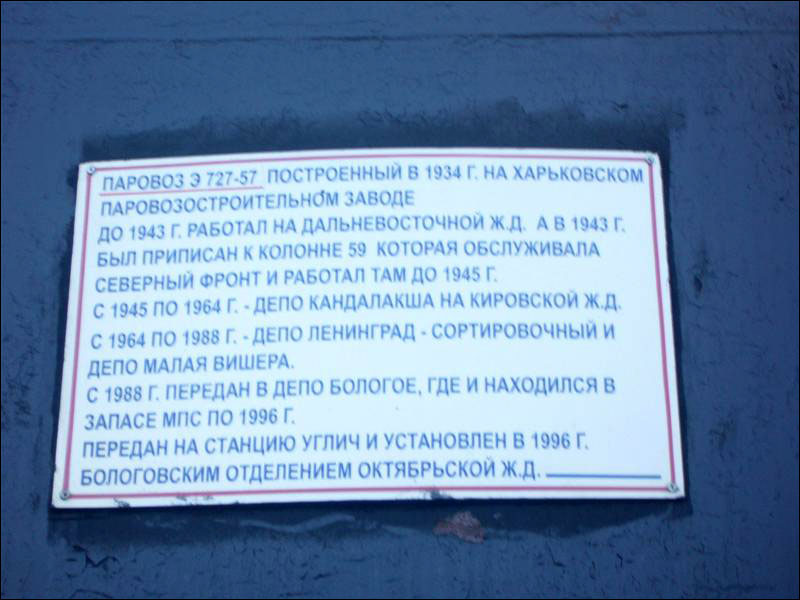 ПАРОВОЗ Э 727-57 ПОСТРОЕННЫЙ В 1934 Г. НА ХАРЬКОВСКОМ
ПАРОВОЗОСТРОИТЕЛЬНОМ ЗАВОДЕ
ДО 1943 Г. РАБОТАЛ НА ДАЛЬНЕВОСТОЧНОЙ Ж.Д. А В 1943 Г.
БЫЛ ПРИПИСАН К КОЛОННЕ 59 КОТОРАЯ ОБСЛУЖИВАЛА
СЕВЕРНЫЙ ФРОНТ И РАБОТАЛ ТАМ ДО 1945 Г.
С 1945 ПО 1964 Г. - ДЕПО КАНДАЛАКША НА КИРОВСКОЙ Ж.Д.
С 1964 ПО 1988 Г. - ДЕПО ЛЕНИНГРАД - СОРТИРОВОЧНЫЙ И
ДЕПО МАЛАЯ ВИШЕРА.
С 1988 Г. ПЕРЕДАН В ДЕПО БОЛОГОЕ, ГДЕ И НАХОДИЛСЯ В
ЗАПАСЕ МПС ПО 1996 Г.
ПЕРЕДАН НА СТАНЦИЮ УГЛИЧ И УСТАНОВЛЕН В 1996 Г.
БОЛОГОВСКИМ ОТДЕЛЕНИЕМ ОКТЯБРЬСКОЙ Ж.Д.